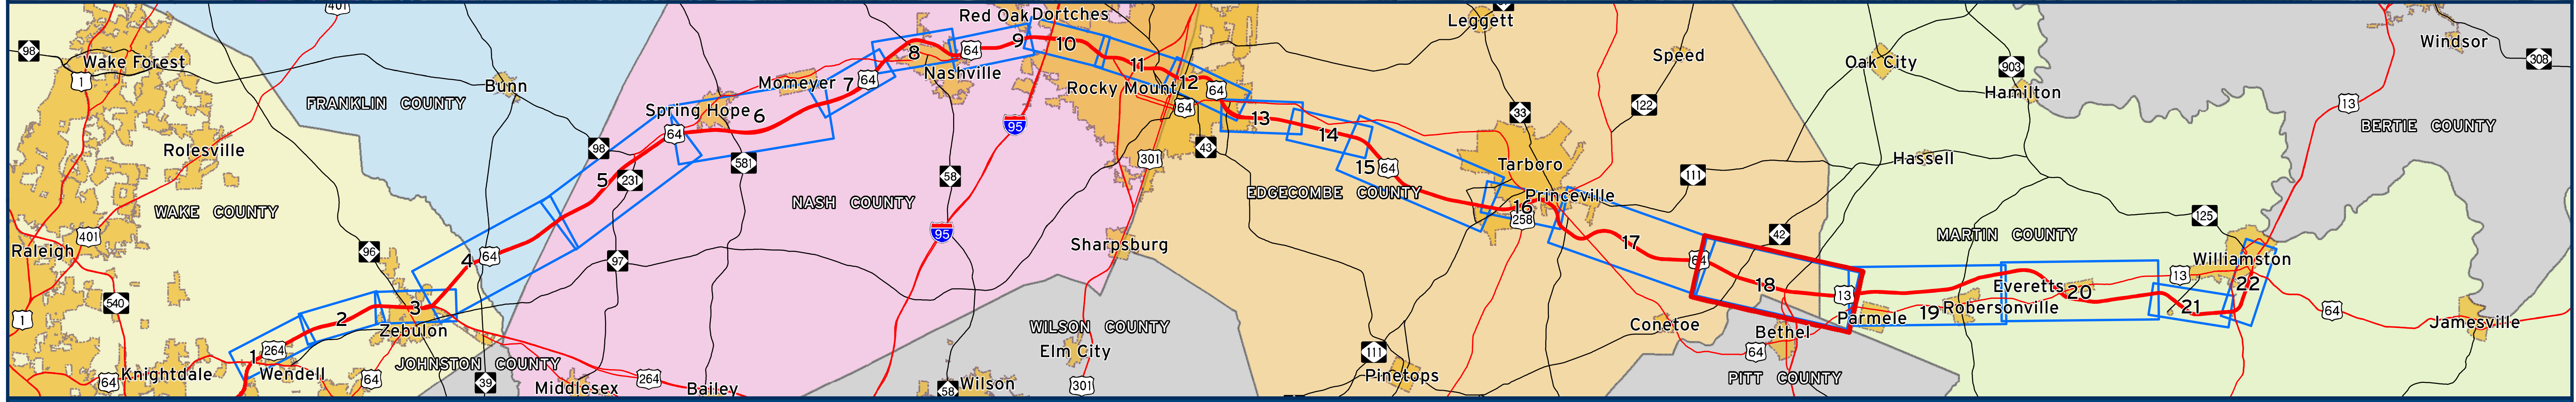 401
Red Oak
Dortches
Leggett
98
Wake Forest
1
Bunn
FRANKLIN COUNTY
Rolesville
WAKE COUNTY
401
Raleigh
540
1
96
98
231
5
4
64
3
Zebulon
2
1
264
Wendell
Knightdale
64
64
JOHNSTON COUNTY
39
Middlesex
264
Bailey
97
Spring Hope
64
6
581
Momeyer
7
64
8
Nashville
64
9
10
58
95
NASH COUNTY
95
Rocky Mount
11
12
64
64
43
301
Sharpsburg
WILSON COUNTY
Elm City
301
58
Wilson
13
14
15
64
EDGECOMBE COUNTY
33
122
Speed
Tarboro
Princeville
16
258
111
17
64
18
42
13
Conetoe
Bethel
64
PITT COUNTY
111
Pinetops
Oak City
903
Hamilton
Hassell
MARTIN COUNTY
125
Parmele
19
Robersonville
Everetts
20
13
Williamston
21
22
64
Jamesville
13
BERTIE COUNTY
Windsor
308